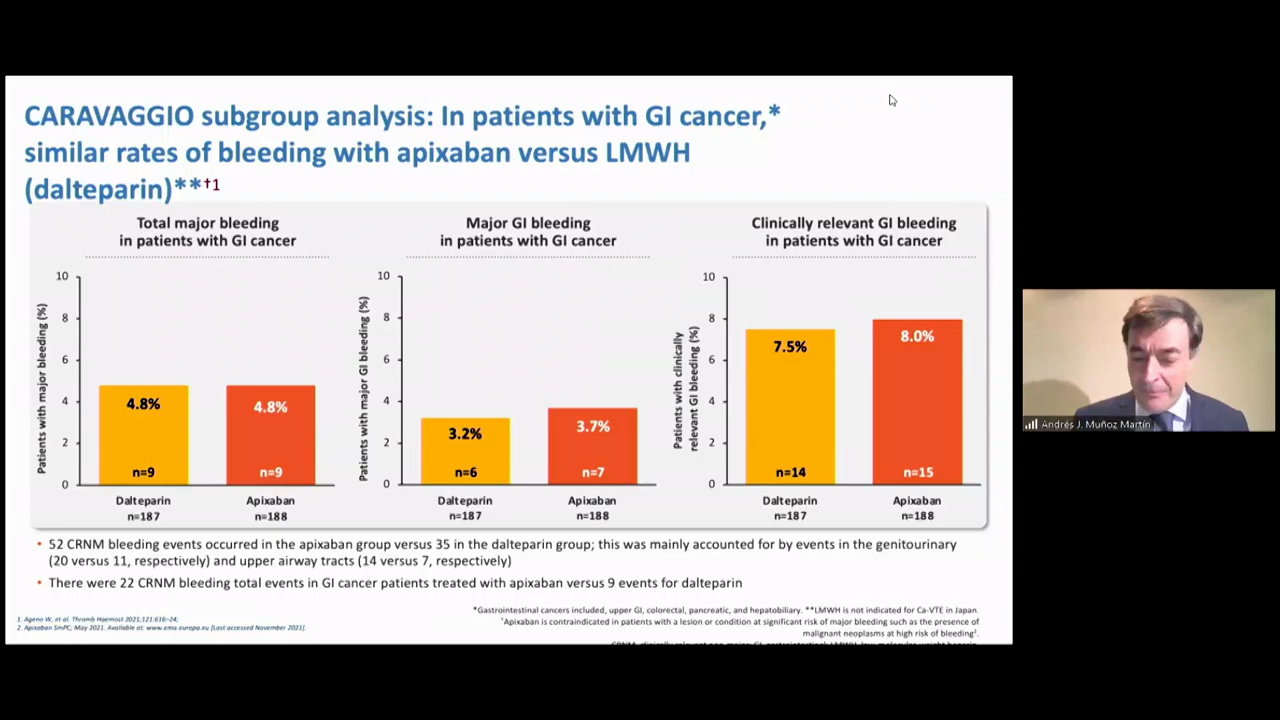 CARAVAGGIO subgroup analysis: In patients with GI cancer,*
similar rates of bleeding with apixaban versus LMWH
(dalteparin)**†1
Total major bleeding
in patients with GI cancer
Patients with major bleeding (%)
10
8
6
4
2
0
4.8%
n=9
4.8%
n=9
Dalteparin
n=187
Apixaban
n=188
Major GI bleeding
in patients with GI cancer
Patients with major GI bleeding (%)
10
8
6
4
2
0
3.2%
n=6
3.7%
n=7
Dalteparin
n=187
Apixaban
n=188
Clinically relevant GI bleeding
in patients with GI cancer
Patients with clinically
relevant GI bleeding (%)
10
8
6
4
2
0
7.5%
n=14
8.0%
n=15
Dalteparin
n=187
Apixaban
n=188
• 52 CRNM bleeding events occurred in the apixaban group versus 35 in the dalteparin group; this was mainly accounted for by events in the genitourinary
(20 versus 11, respectively) and upper airway tracts (14 versus 7, respectively)
• There were 22 CRNM bleeding total events in GI cancer patients treated with apixaban versus 9 events for dalteparin
*Gastrointestinal cancers included, upper GI, colorectal, pancreatic, and hepatobiliary. **LMWH is not indicated for Ca-VTE in Japan.
†Apixaban is contraindicated in patients with a lesion or condition at significant risk of major bleeding such as the presence of
malignant neoplasms at high risk of bleeding2.
1. Ageno W, et al. Thromb Haemost 2021;121:616–24;
2. Apixaban SmPC; May 2021. Available at: www.ema.europa.eu [Last accessed November 2021].
Andrés J. Muñoz Martín